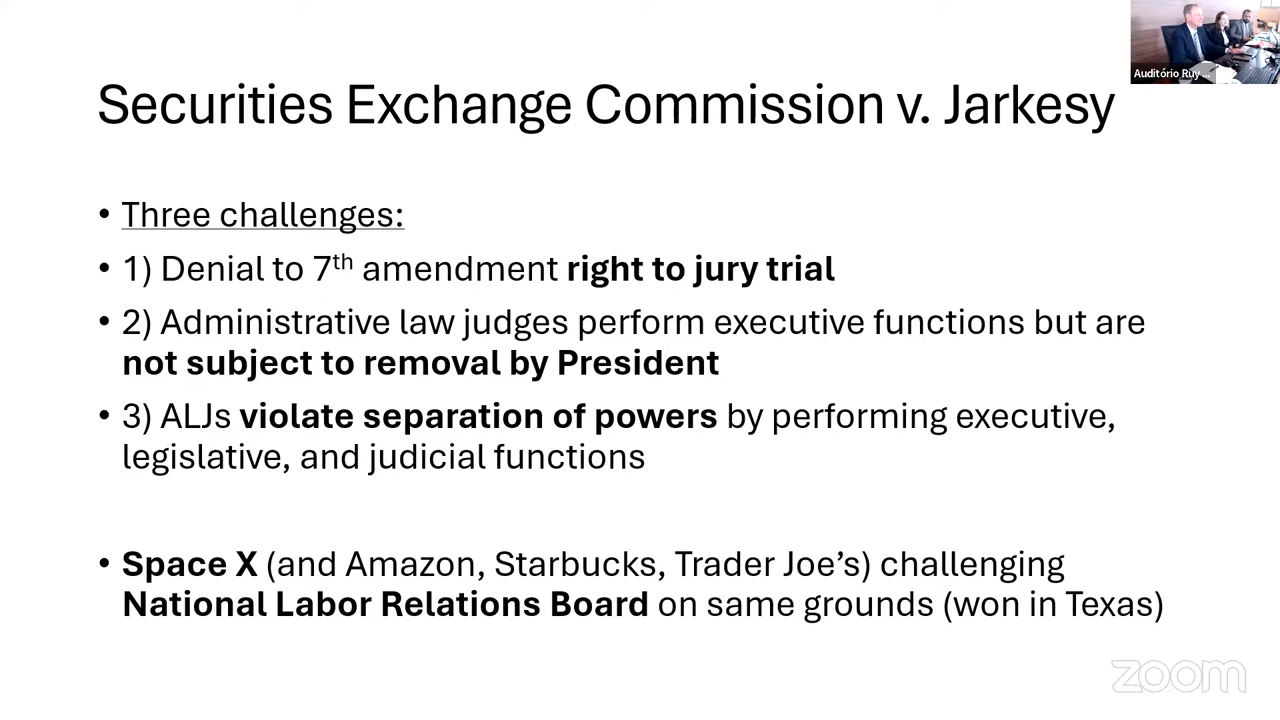 Auditório Ruy ...
Securities Exchange Commission v. Jarkesy
• Three challenges:
• 1) Denial to 7th amendment right to jury trial
• 2) Administrative law judges perform executive functions but are
not subject to removal by President
• 3) ALJs violate separation of powers by performing executive,
legislative, and judicial functions
• Space X (and Amazon, Starbucks, Trader Joe’s) challenging
National Labor Relations Board on same grounds (won in Texas)
zoom